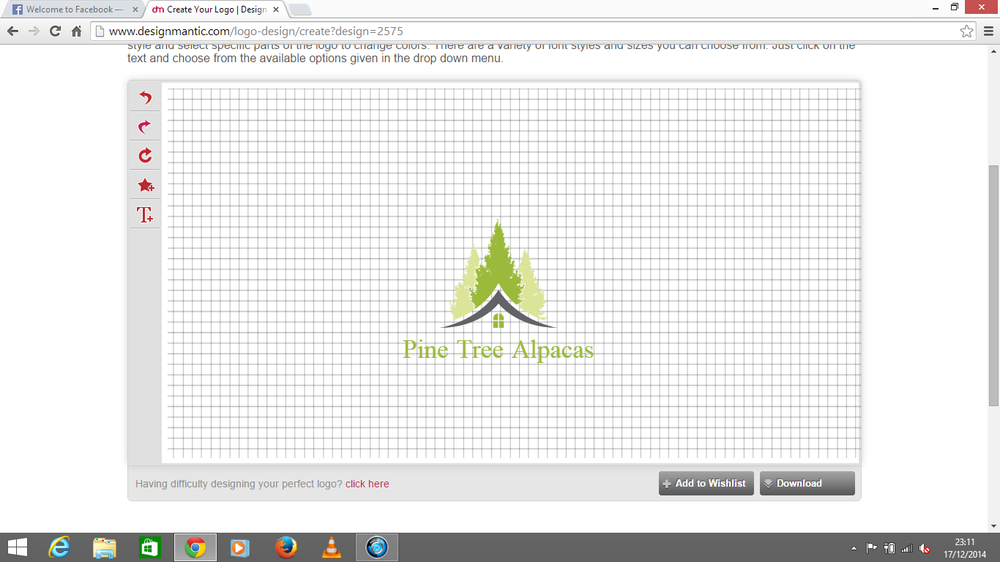 Welcome to Facebook —
Create Your Logo | Design
www.designmantic.com/logo-design/create?design=2575
style and select specific parts of the logo to change colors. There are a variety of font styles and sizes you can choose from. Just click on the
text and choose from the available options given in the drop down menu.
Pine Tree Alpacas
Having difficulty designing your perfect logo? click here
Add to Wishlist
Download
23:11
17/12/2014